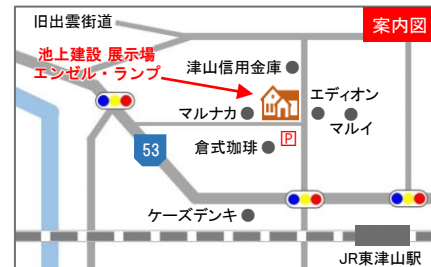 旧出雲街道
案内図
池上建設 展示場
エンゼル・ランプ
津山信用金庫
エディオン
マルナカ
マルイ
53
倉式珈琲
P
ケーズデンキ
JR東津山駅